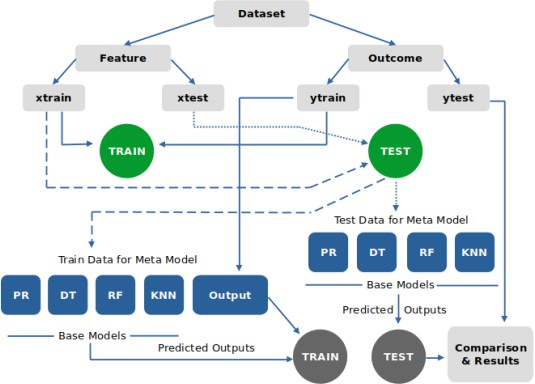 Dataset
Feature
Outcome
xtrain
xtest
ytrain
ytest
TRAIN
TEST
Test Data for Meta Model
PR
DT
RF
KNN
Train Data for Meta Model
PR
DT
RF
KNN
Output
Base Models
Predicted Outputs
Base Models
Predicted Outputs
TRAIN
TEST
Comparison
& Results